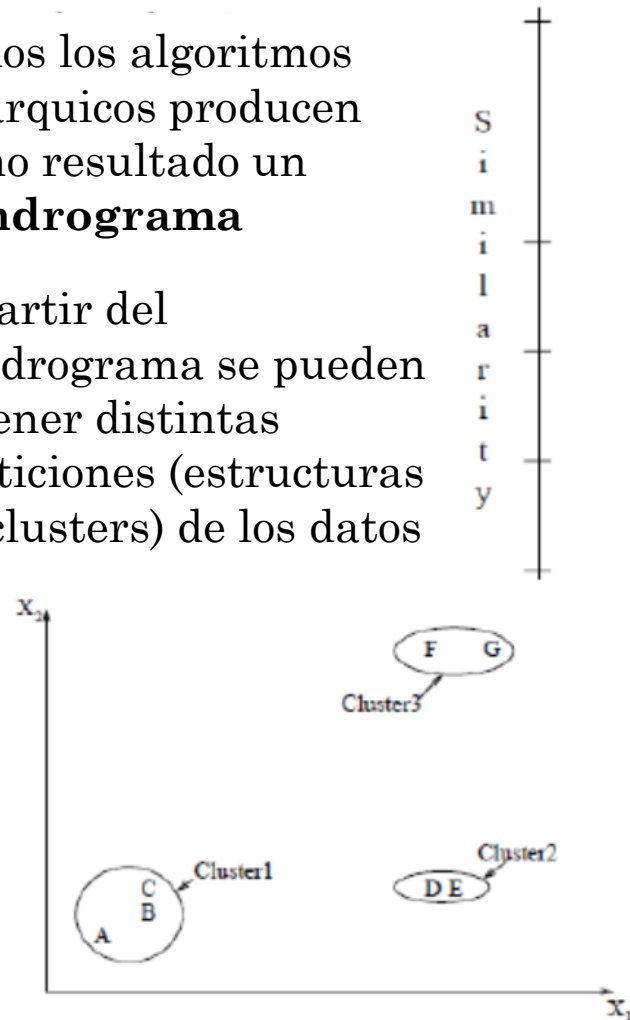 los los algoritmos
rquicos producen
no resultado un
ndrograma
artir del
drograma se pueden
ener distintas
ticiones (estructuras
clusters) de los datos
S
i
m
i
l
a
r
i
t
y
X₂
F G
Cluster3
Cluster1
Cluster2
C
B
A
D E
X₁